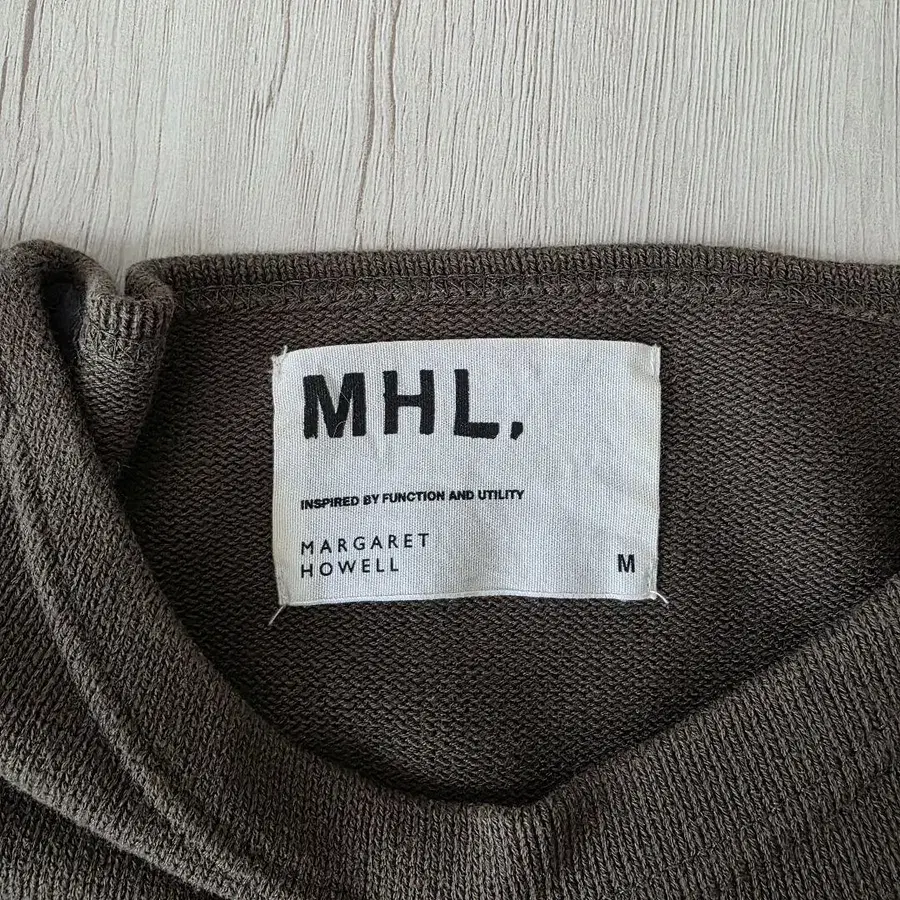 MHL.
INSPIRED BY FUNCTION AND UTILITY
MARGARET
HOWELL
M